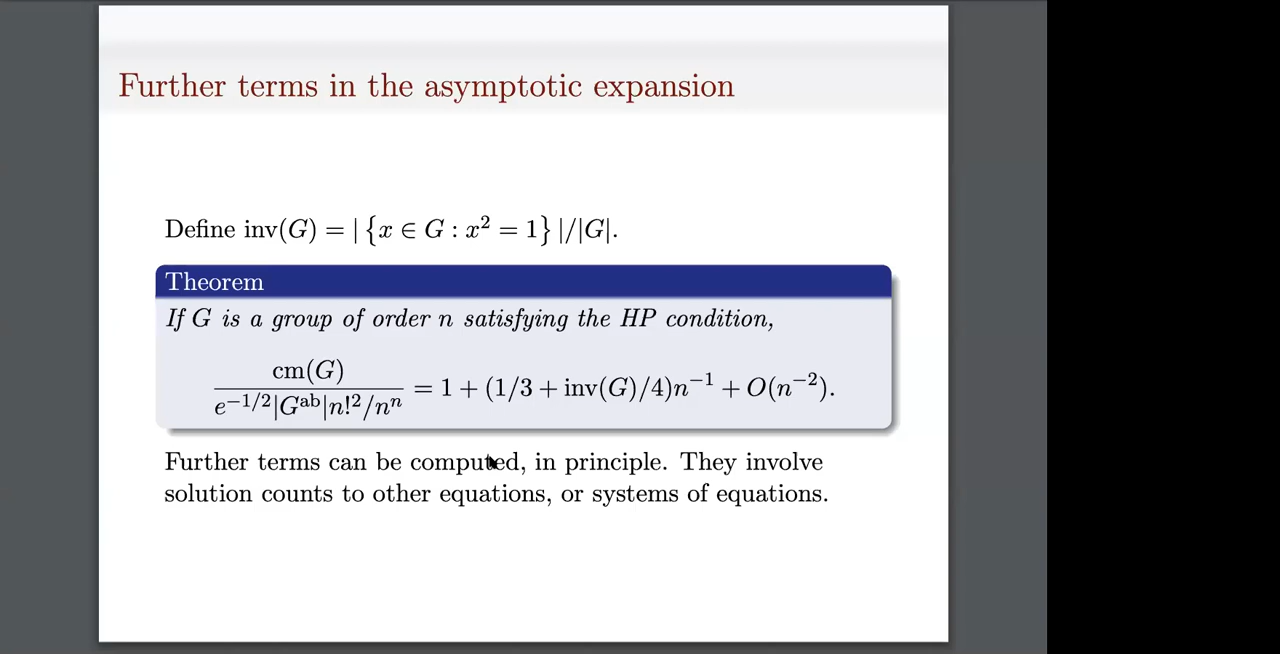 Further terms in the asymptotic expansion
Define inv(G) = | {x ∈ G : x² = 1} |/|G|.
Theorem
If G is a group of order n satisfying the HP condition,
cm(G) / e^{−1/2}|G^{ab}|n!²/n^n = 1 + (1/3 + inv(G)/4)n^{−1} + O(n^{−2}).
Further terms can be computed, in principle. They involve
solution counts to other equations, or systems of equations.